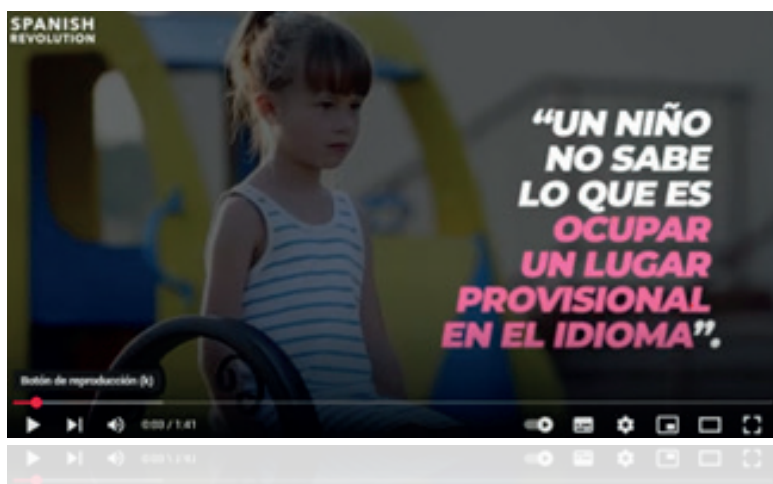 SPANISH
REVOLUTION
“UN NIÑO
NO SABE
LO QUE ES
OCUPAR
UN LUGAR
PROVISIONAL
EN EL IDIOMA”.
Botón de reproducción (k)
0:03 / 1:41